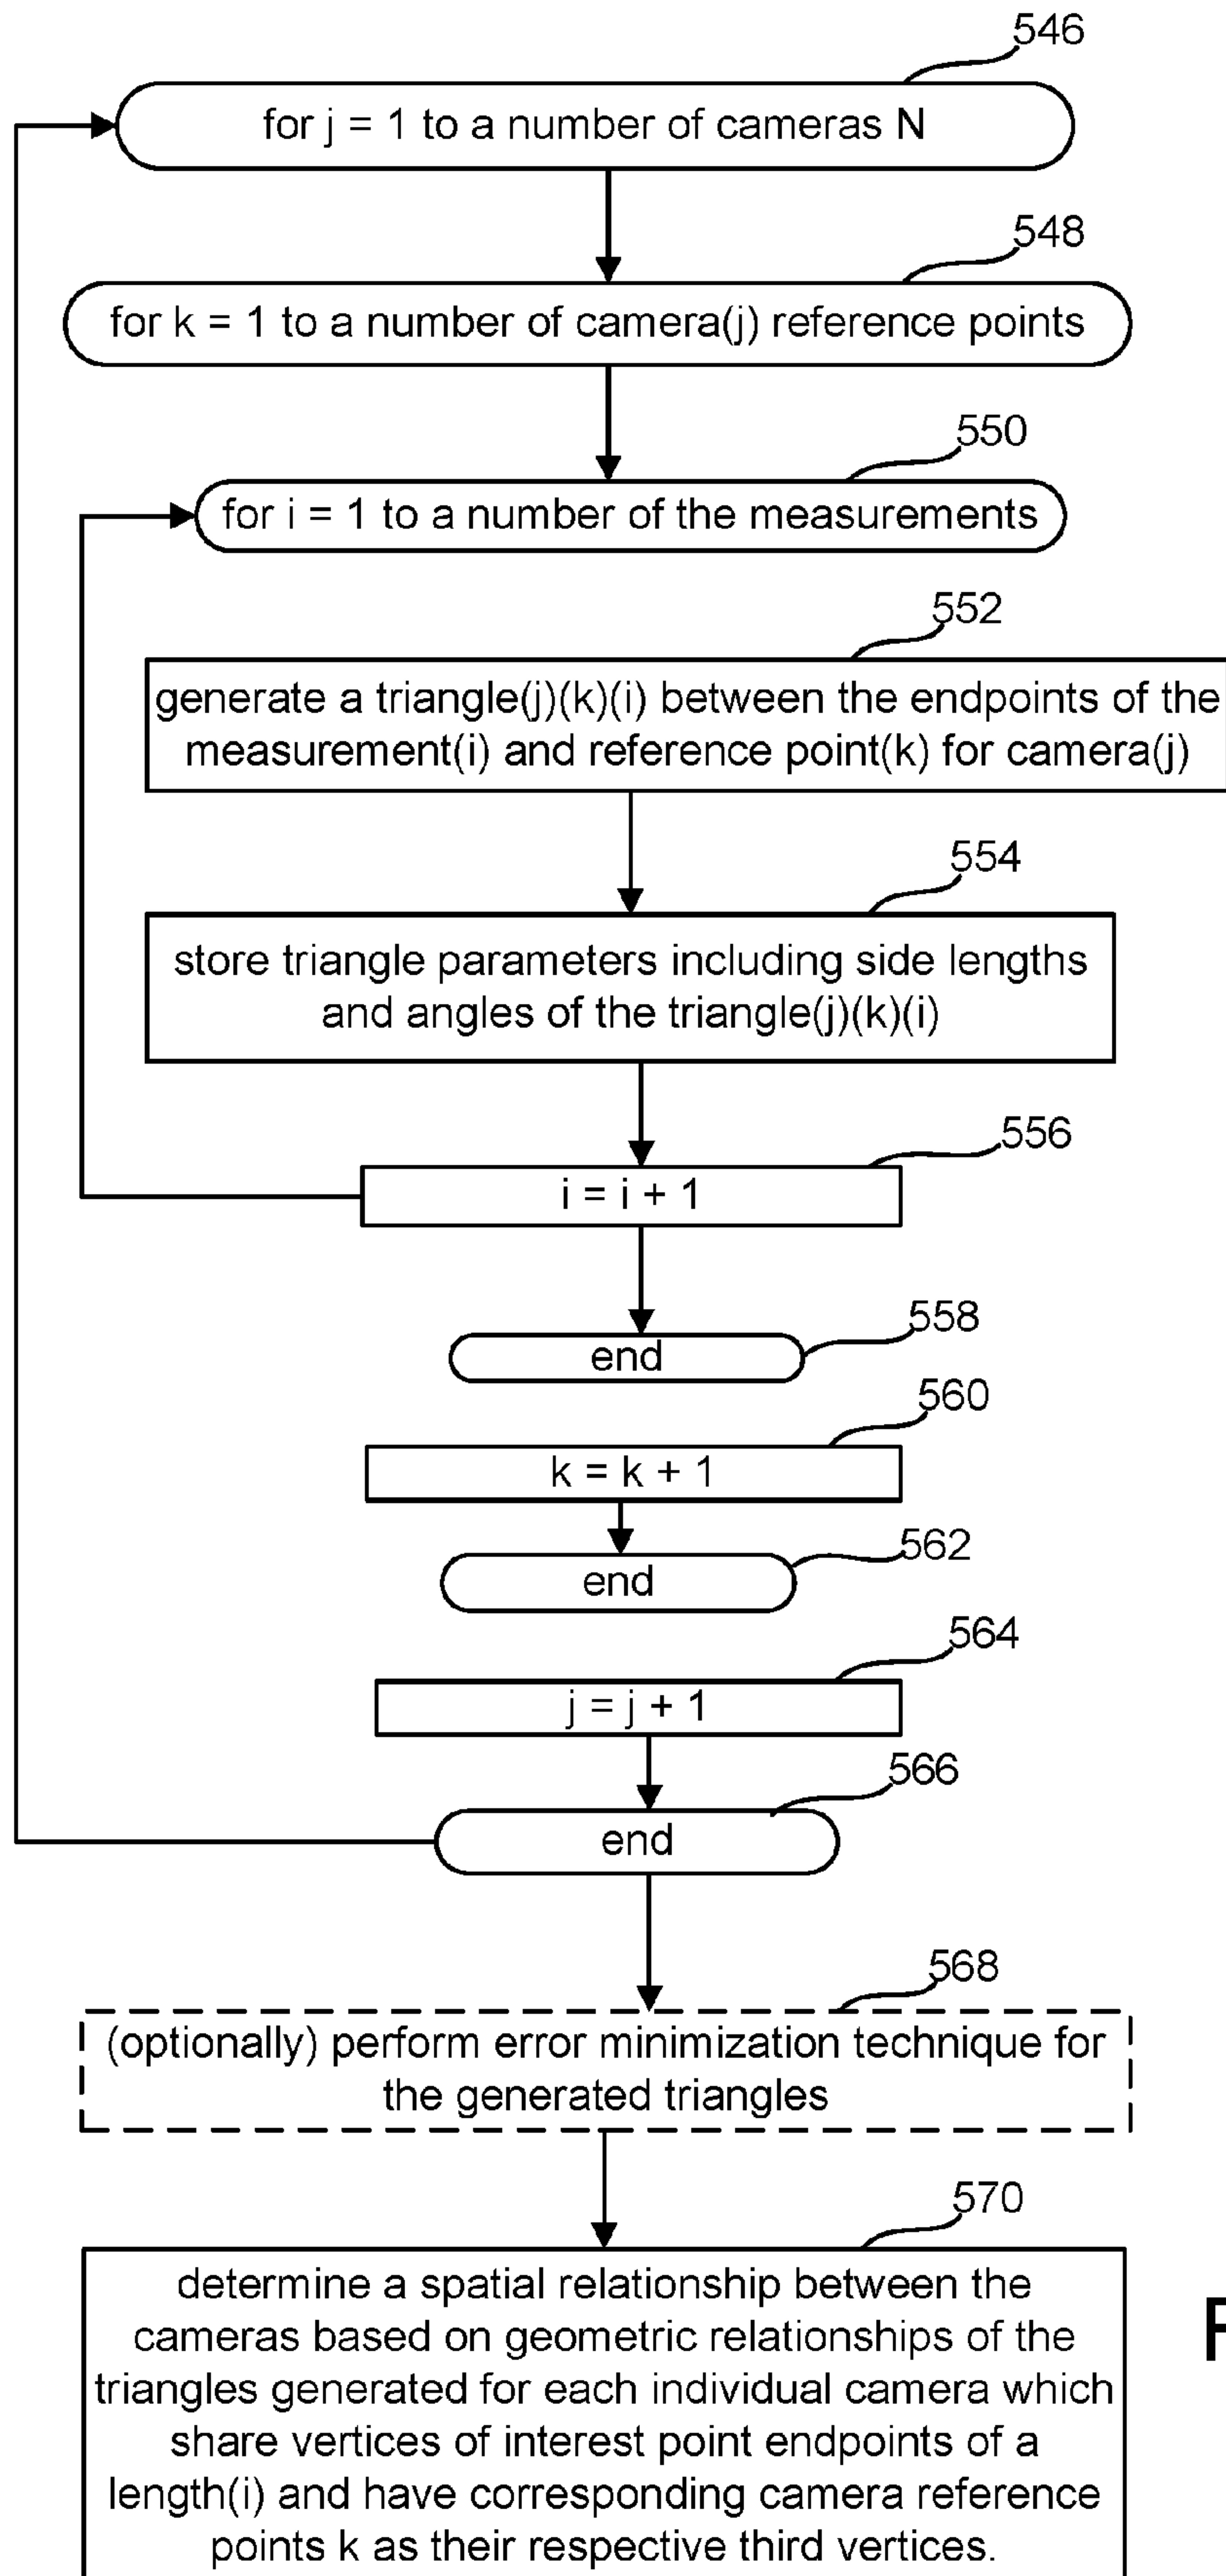 546
for j = 1 to a number of cameras N
548
for k = 1 to a number of camera(j) reference points
550
for i = 1 to a number of the measurements
552
generate a triangle(j)(k)(i) between the endpoints of the
measurement(i) and reference point(k) for camera(j)
554
store triangle parameters including side lengths
and angles of the triangle(j)(k)(i)
556
i = i + 1
558
end
560
k = k + 1
562
end
564
j = j + 1
566
end
568
(optionally) perform error minimization technique for
the generated triangles
570
determine a spatial relationship between the
cameras based on geometric relationships of the
triangles generated for each individual camera which
share vertices of interest point endpoints of a
length(i) and have corresponding camera reference
points k as their respective third vertices.